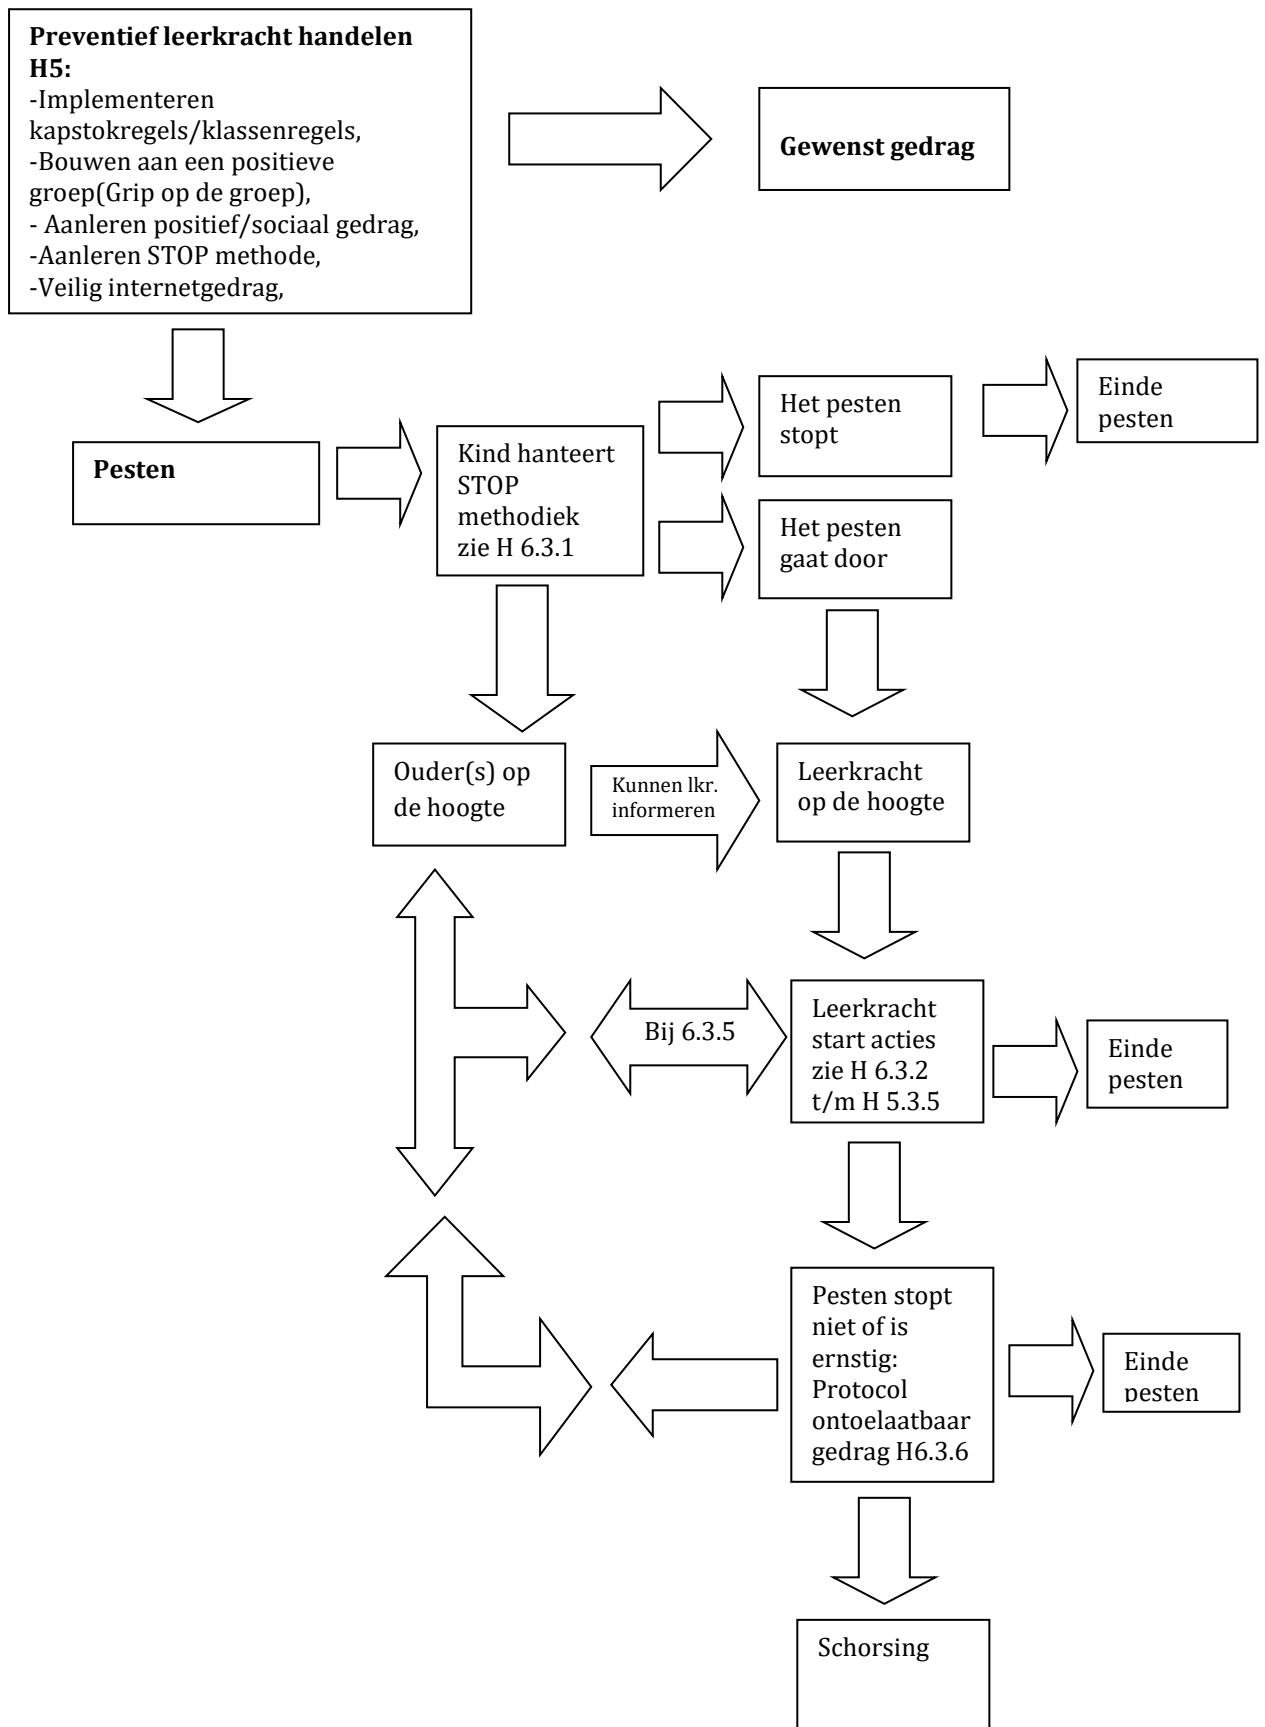 Preventief leerkracht handelen
H5:
-Implementeren
kapstokregels/klassenregels,
-Bouwen aan een positieve
groep(Grip op de groep),
- Aanleren positief/sociaal gedrag,
-Aanleren STOP methode,
-Veilig internetgedrag,
Gewenst gedrag
Pesten
Kind hanteert
STOP
methodiek
zie H 6.3.1
Het pesten
stopt
Einde
pesten
Het pesten
gaat door
Ouder(s) op
de hoogte
Kunnen lkr.
informeren
Leerkracht
op de hoogte
Bij 6.3.5
Leerkracht
start acties
zie H 6.3.2
t/m H 5.3.5
Einde
pesten
Pesten stopt
niet of is
ernstig:
Protocol
ontoelaatbaar
gedrag H6.3.6
Einde
pesten
Schorsing